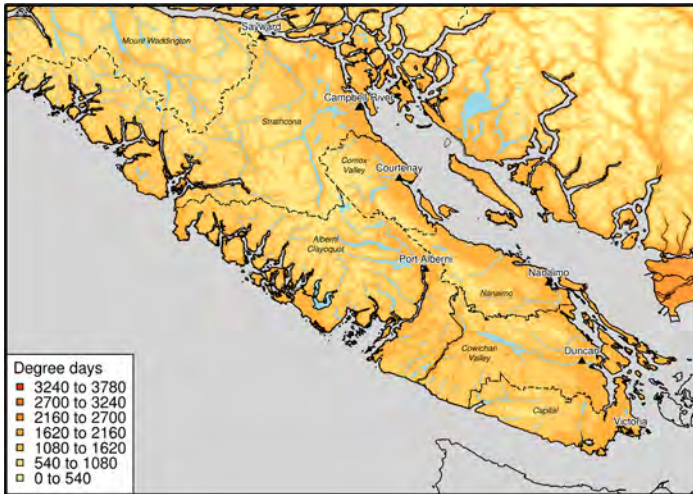 Sayward
Mount Waddington
Campbell River
Strathcona
Comox
Valley
Courtenay
Alberni
Clayoquot
Port Alberni
Nanaimo
Nanaimo
Cowichan
Valley
Duncan
Capital
Victoria
Degree days
3240 to 3780
2700 to 3240
2160 to 2700
1620 to 2160
1080 to 1620
540 to 1080
0 to 540